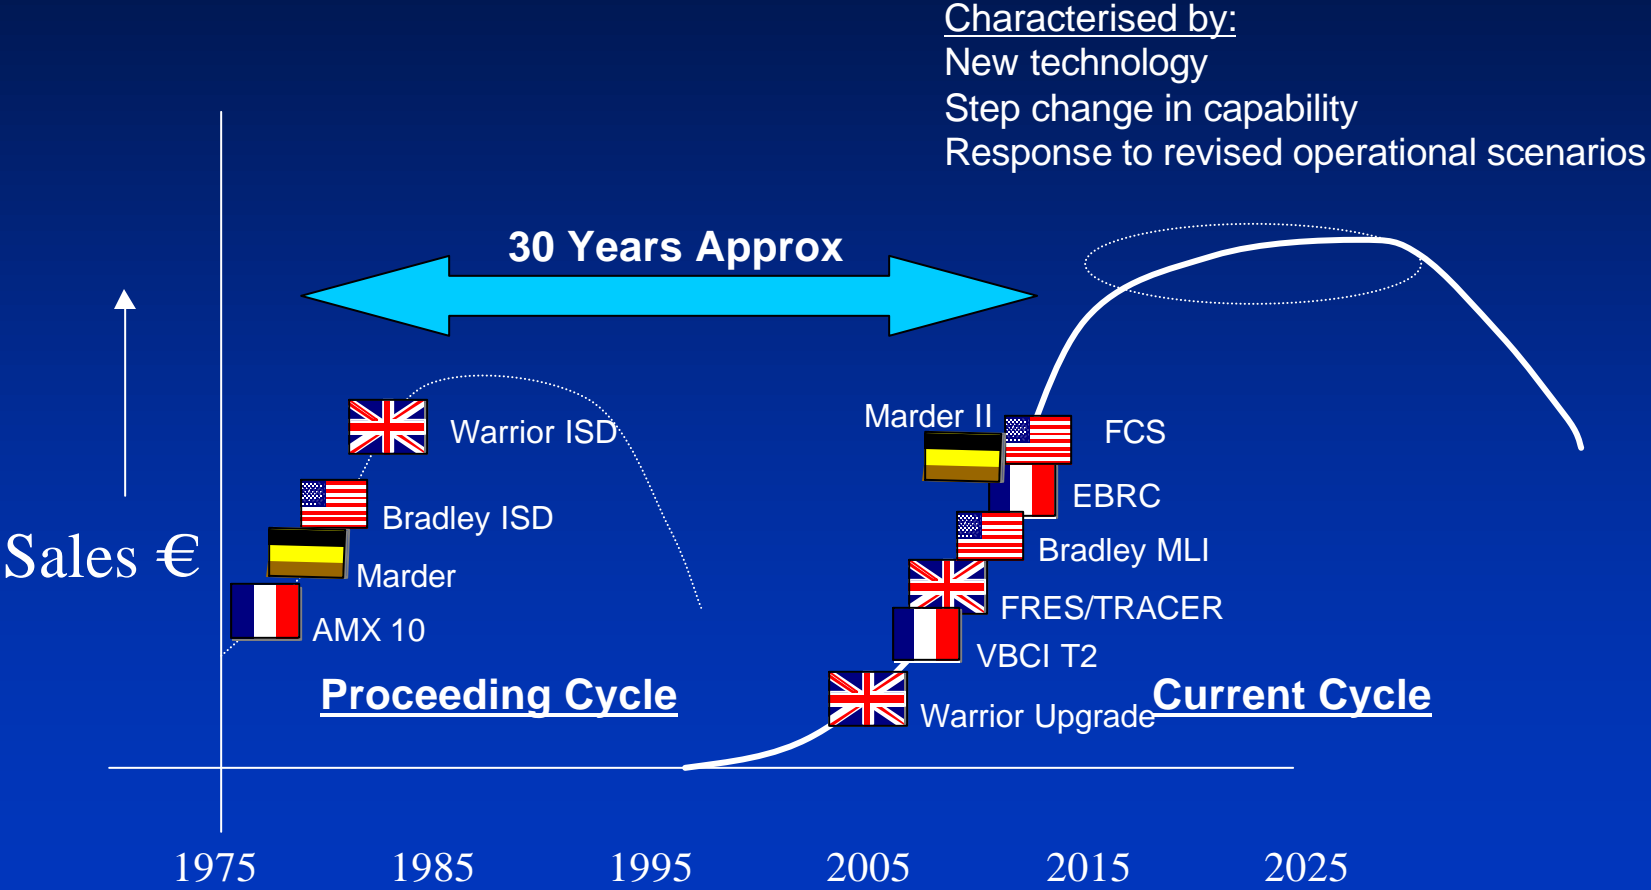 Characterised by:
New technology
Step change in capability
Response to revised operational scenarios
30 Years Approx
Sales €
Warrior ISD
Bradley ISD
Marder
AMX 10
Proceeding Cycle
Marder II
FCS
EBRC
Bradley MLI
FRES/TRACER
VBCI T2
Warrior Upgrade
Current Cycle
1975 1985 1995 2005 2015 2025